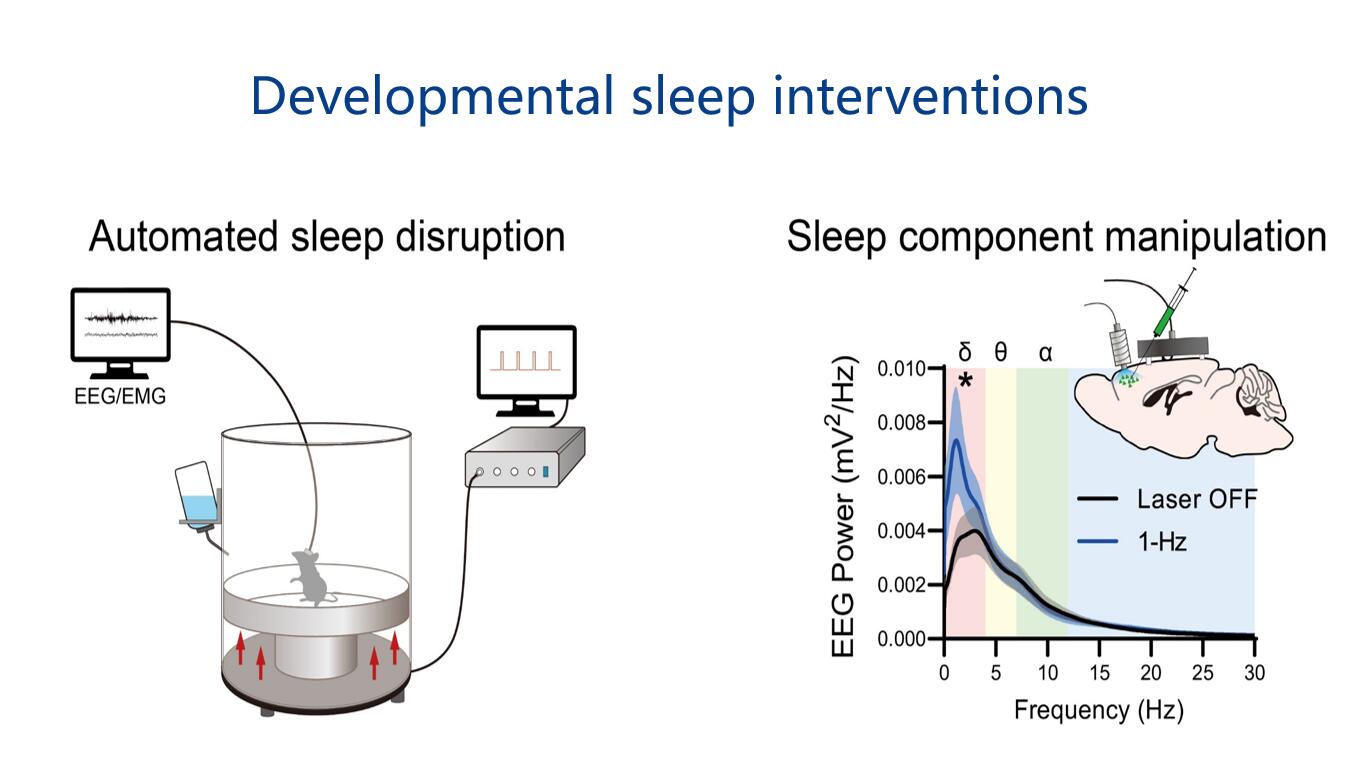 Developmental sleep interventions
Automated sleep disruption
EEG/EMG
Sleep component manipulation
δ θ α
*
EEG Power (mV²/Hz)
0.010
0.008
0.006
0.004
0.002
0.000
Laser OFF
1-Hz
0 5 10 15 20 25 30
Frequency (Hz)